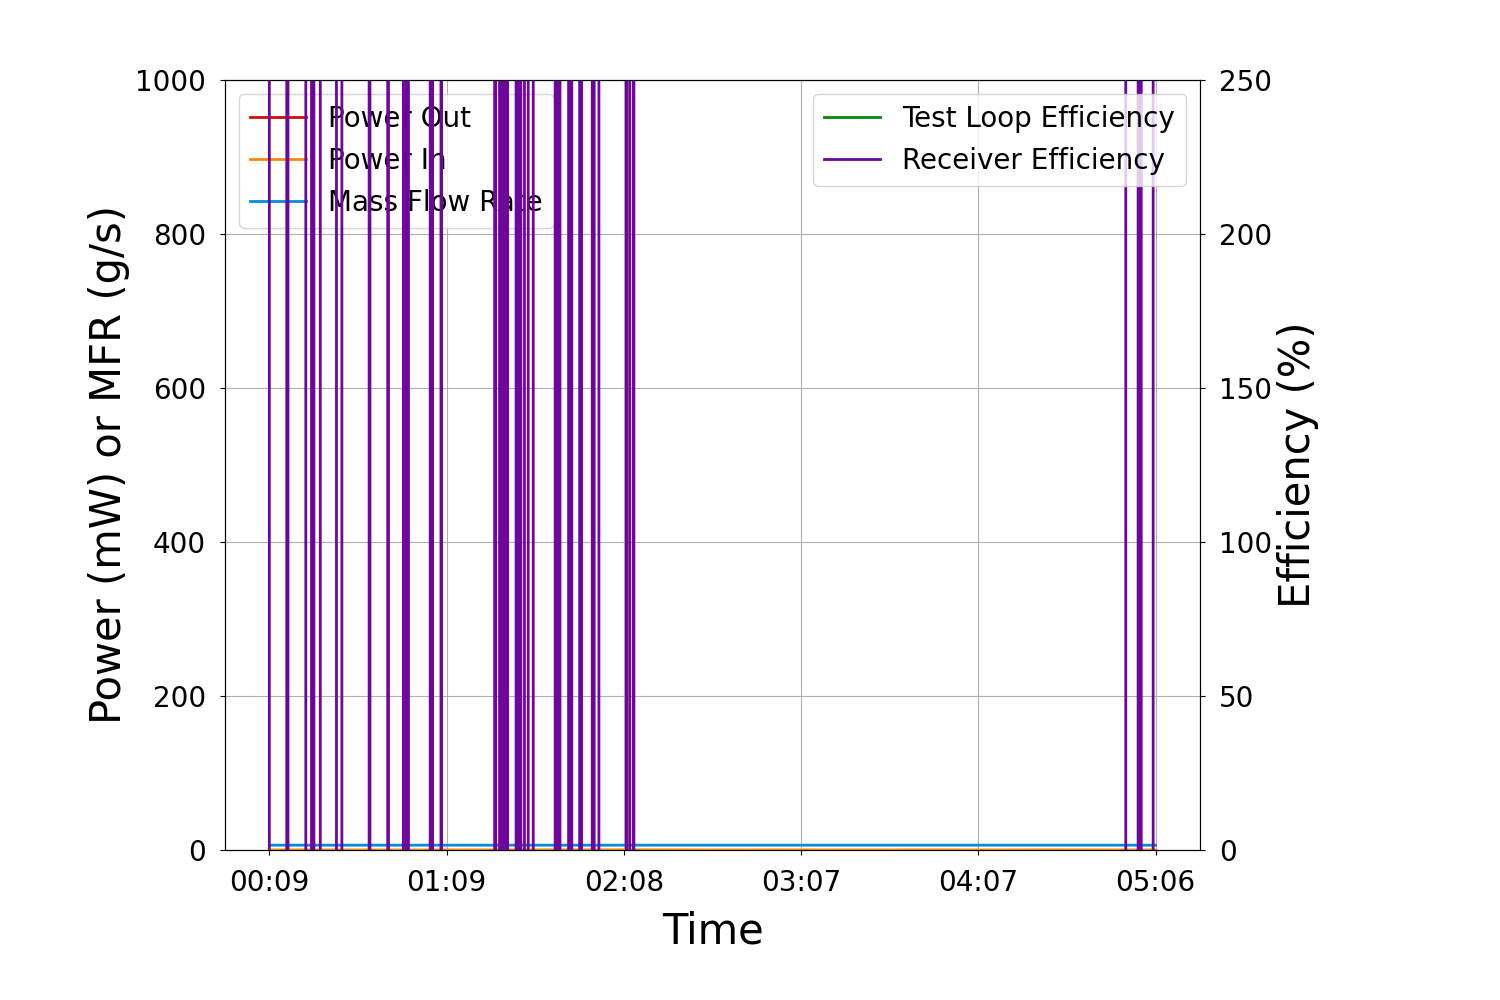 1000
800
600
400
200
0
Power (mW) or MFR (g/s)
Power Out
Power In
Mass Flow Rate
Test Loop Efficiency
Receiver Efficiency
250
200
150
100
50
0
Efficiency (%)
00:09 01:09 02:08 03:07 04:07 05:06
Time